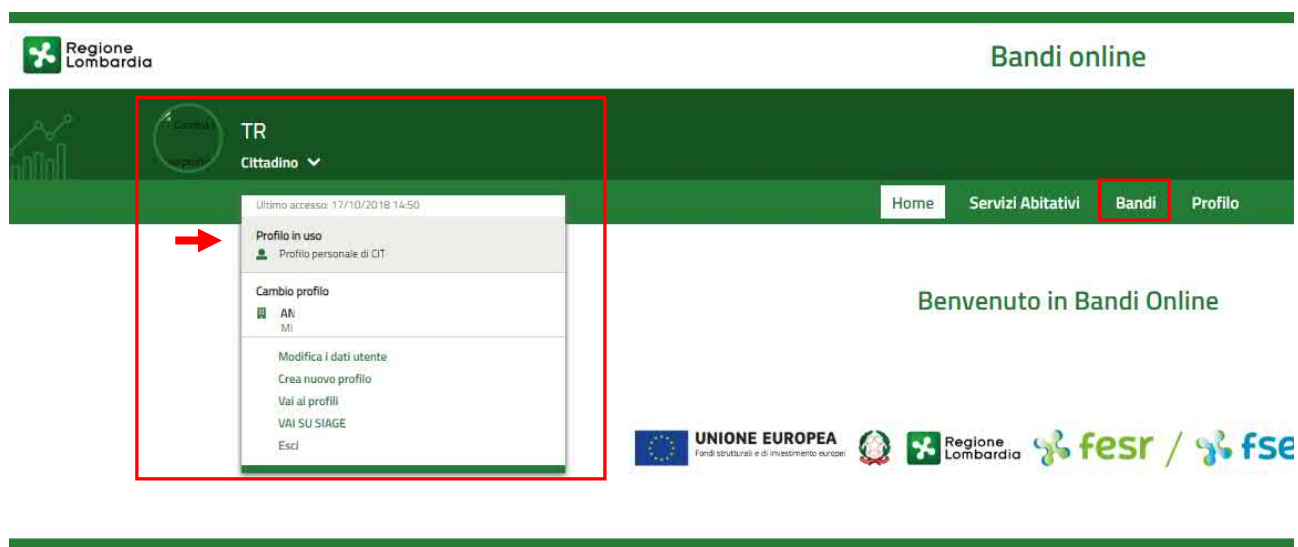 Regione
Lombardia
Bandi online
TR
Cittadino
Ultimo accesso: 17/10/2018 14:50
Home Servizi Abitativi Bandi Profilo
Profilo in uso
Profilo personale di CIT
Cambio profilo
AN
MI
Benvenuto in Bandi Online
Modifica i dati utente
Crea nuovo profilo
Vai ai profili
VAI SU SIAGE
Esci
UNIONE EUROPEA
Fondi strutturali e di investimento europei
Regione
Lombardia
fesr / fse